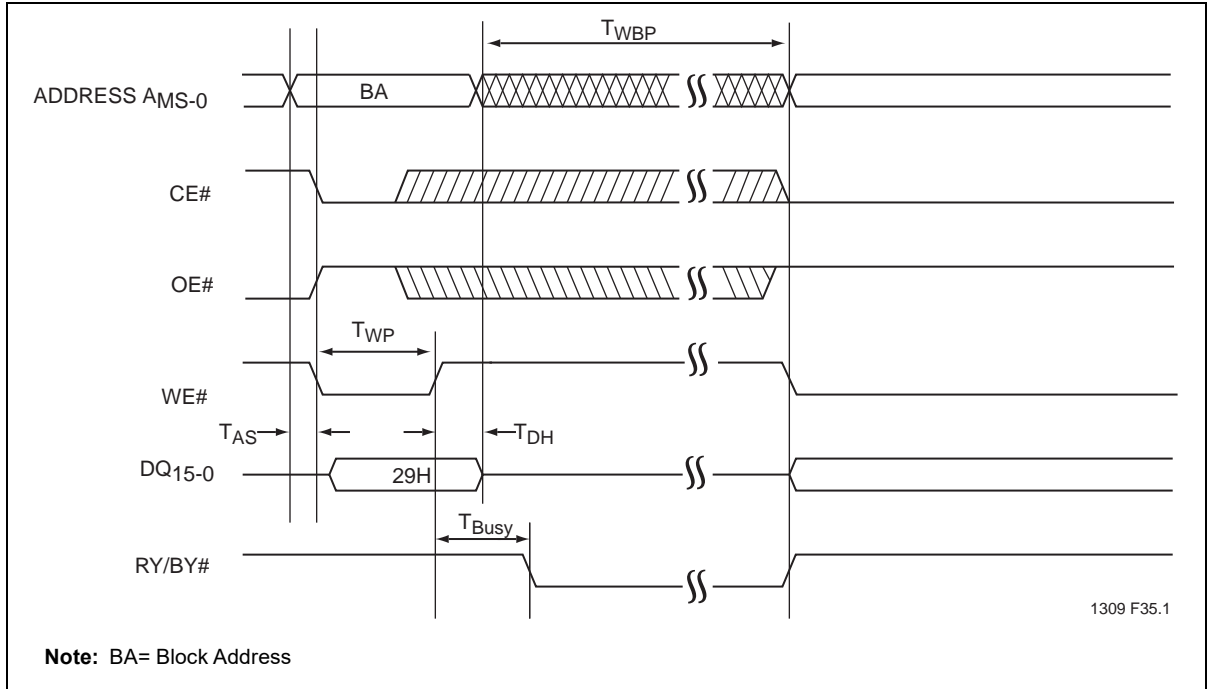 TWBP
ADDRESS AMS-0
BA
CE#
OE#
TWP
WE#
TAS
TDH
DQ15-0
29H
TBusy
RY/BY#
1309 F35.1
Note: BA= Block Address